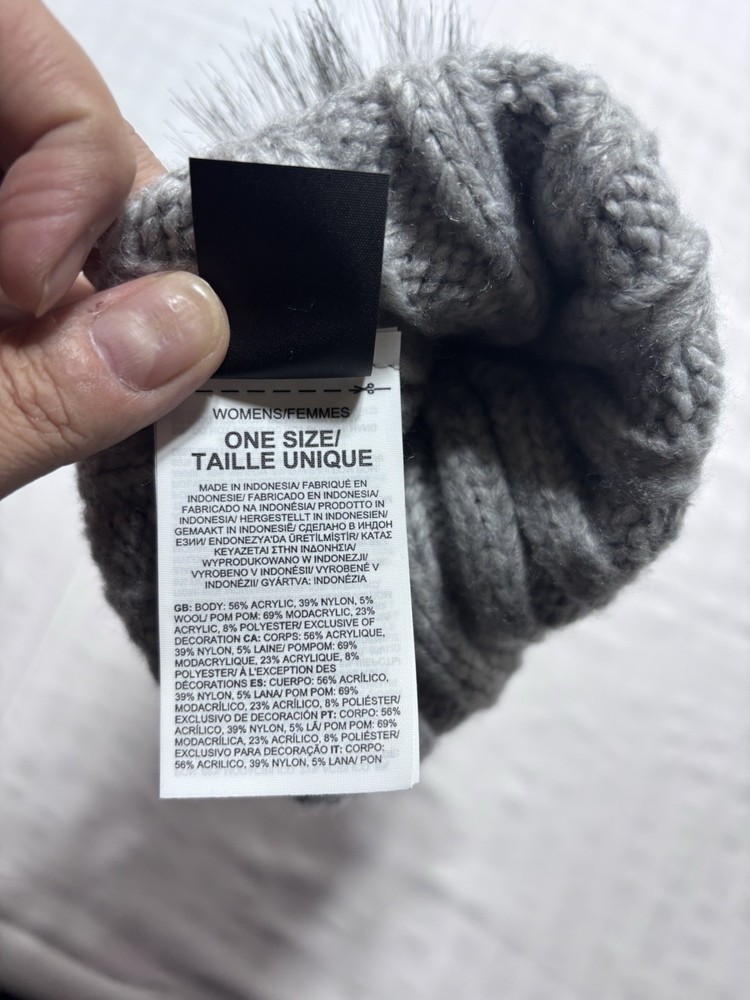 WOMENS/FEMMES
ONE SIZE/
TAILLE UNIQUE
MADE IN INDONESIA/ FABRIQUÉ EN
INDONESIE/ FABRICADO EN INDONESIA/
FABRICADO NA INDONÉSIA/ PRODOTTO IN
INDONESIA/ HERGESTELLT IN INDONESIEN/
GEMAAKT IN INDONESIË/ СДЕЛАНО В ИНДОН
ЕЗИИ/ ENDONEZYA'DA ÜRETİLMİŞTİR/ ΚΑΤΑΣ
ΚΕΥΑΖΕΤΑΙ ΣΤΗΝ ΙΝΔΟΝΗΣΙΑ/
WYPRODUKOWANO W INDONEZJI/
VYROBENO V INDONÉSII/ VYROBENÉ V
INDONÉZII/ GYÁRTVA: INDONÉZIA
GB: BODY: 56% ACRYLIC, 39% NYLON, 5%
WOOL/ POM POM: 69% MODACRYLIC, 23%
ACRYLIC, 8% POLYESTER/ EXCLUSIVE OF
DECORATION CA: CORPS: 56% ACRYLIQUE,
39% NYLON, 5% LAINE/ POMPOM: 69%
MODACRYLIQUE, 23% ACRYLIQUE, 8%
POLYESTER/ À L'EXCEPTION DES
DÉCORATIONS ES: CUERPO: 56% ACRÍLICO,
39% NYLON, 5% LANA/ POM POM: 69%
MODACRÍLICO, 23% ACRÍLICO, 8% POLIÉSTER/
EXCLUSIVO DE DECORACIÓN PT: CORPO: 56%
ACRÍLICO, 39% NYLON, 5% LÃ/ POM POM: 69%
MODACRÍLICA, 23% ACRÍLICO, 8% POLIÉSTER/
EXCLUSIVO PARA DECORAÇÃO IT: CORPO:
56% ACRILICO, 39% NYLON, 5% LANA/ PON